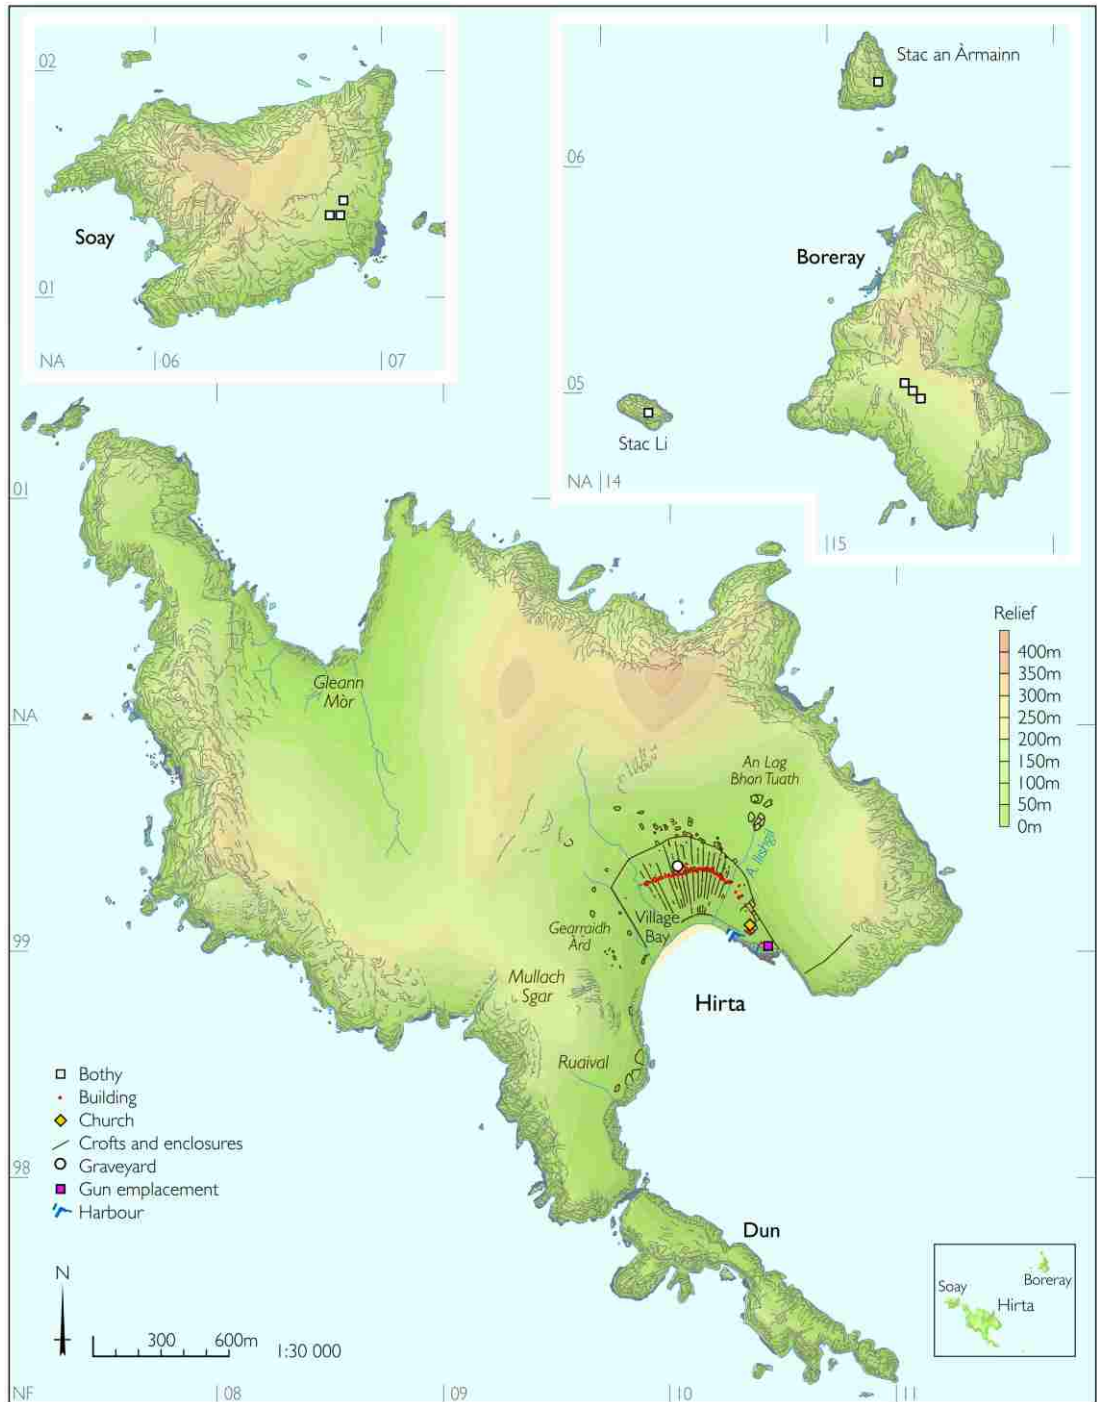 02
Soay
01
NA
06
07
Stac an Àrmainn
06
Boreray
05
Stac Li
NA
14
15
01
Relief
400m
350m
300m
250m
200m
150m
100m
50m
0m
Gleann
Mòr
NA
An Lag
Bhon Tuath
A. Ilishgil
Village
Bay
Gearraidh
Àrd
99
Mullach
Sgar
Hirta
Ruaival
Bothy
Building
Church
Crofts and enclosures
Graveyard
Gun emplacement
Harbour
98
Dun
N
300
600m
1:30 000
Soay
Boreray
Hirta
NF
08
09
10
11